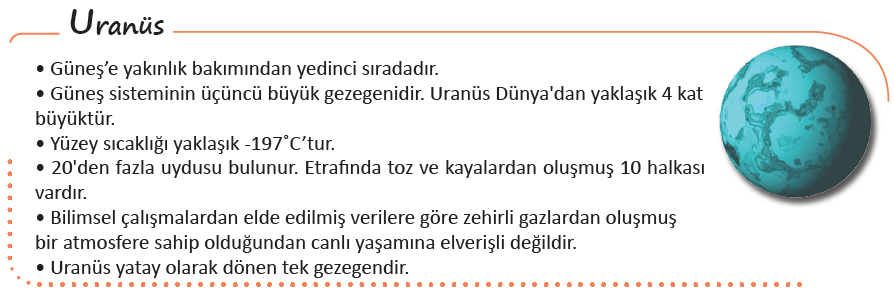 Uranüs
• Güneş’e yakınlık bakımından yedinci sıradadır.
• Güneş sisteminin üçüncü büyük gezegenidir. Uranüs Dünya'dan yaklaşık 4 kat
büyüktür.
• Yüzey sıcaklığı yaklaşık -197˚C’tur.
• 20'den fazla uydusu bulunur. Etrafında toz ve kayalardan oluşmuş 10 halkası
vardır.
• Bilimsel çalışmalardan elde edilmiş verilere göre zehirli gazlardan oluşmuş
bir atmosfere sahip olduğundan canlı yaşamına elverişli değildir.
• Uranüs yatay olarak dönen tek gezegendir.